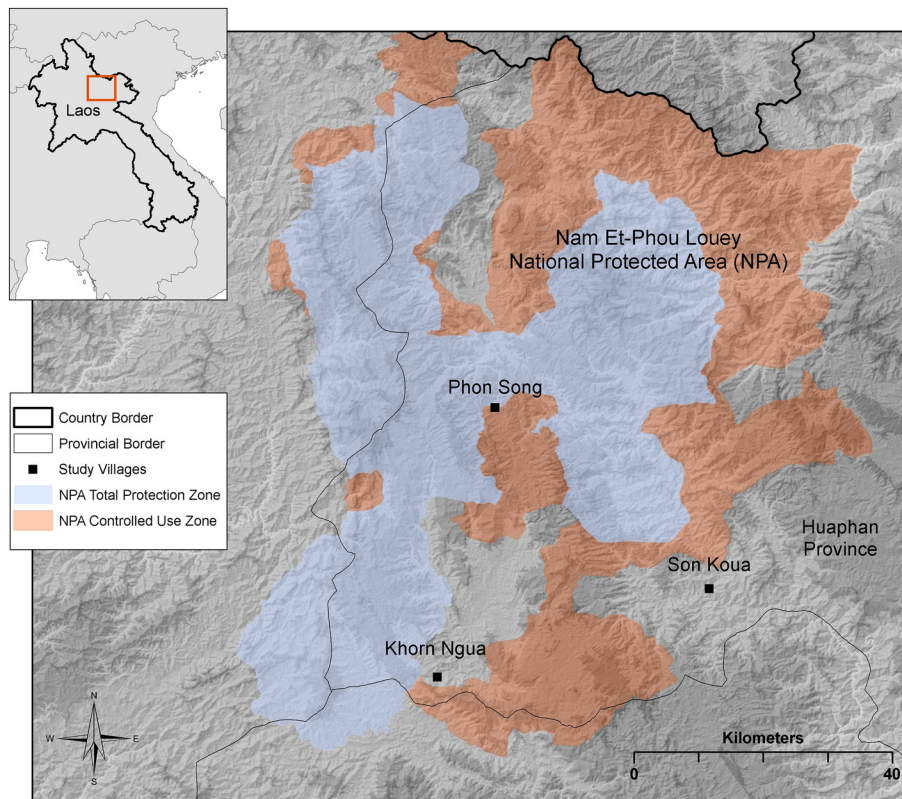 Laos
Nam Et-Phou Louey
National Protected Area (NPA)
Phon Song
Country Border
Provincial Border
Study Villages
NPA Total Protection Zone
NPA Controlled Use Zone
Huaphan
Province
Son Koua
Khorn Ngua
N
W
E
S
Kilometers
0
40